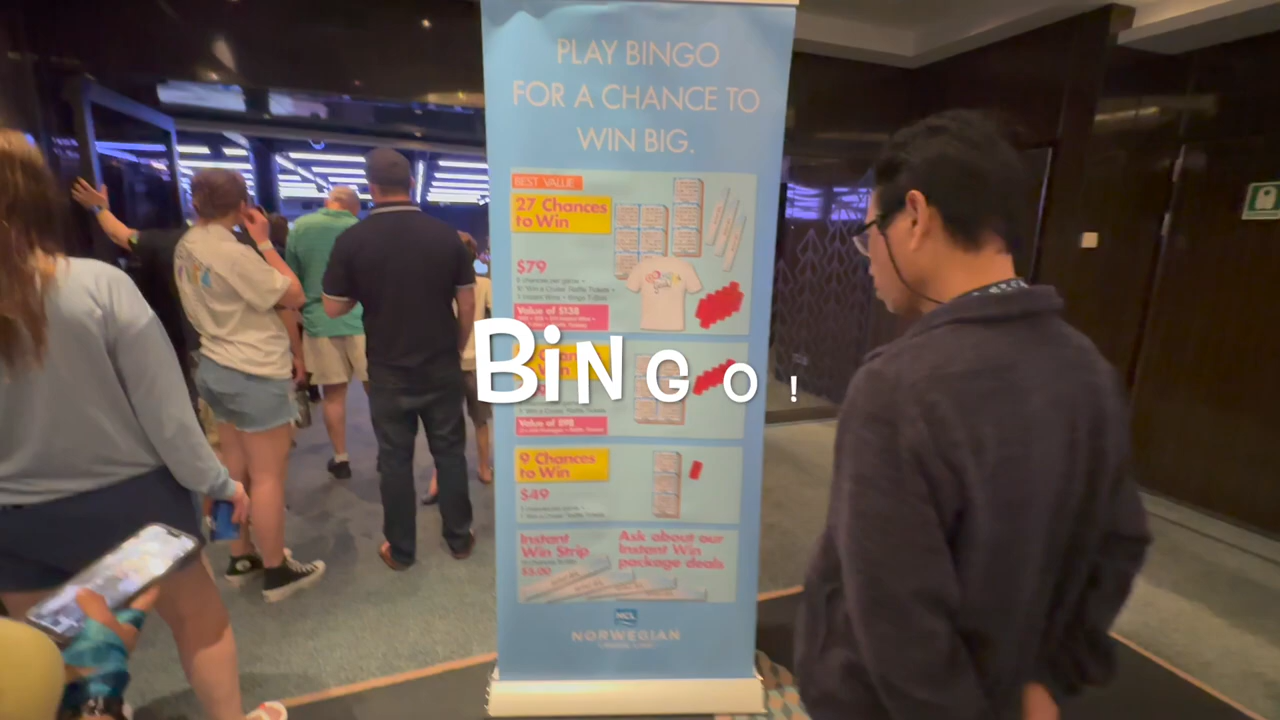 PLAY BINGO
FOR A CHANCE TO
WIN BIG.
BEST VALUE
27 Chances
to Win
$79
Value of $138
BiNGO!
Value of $98
9 Chances
to Win
$49
Instant
Win Strip
$5.00
Ask about our
Instant Win
package deals
NCL
NORWEGIAN